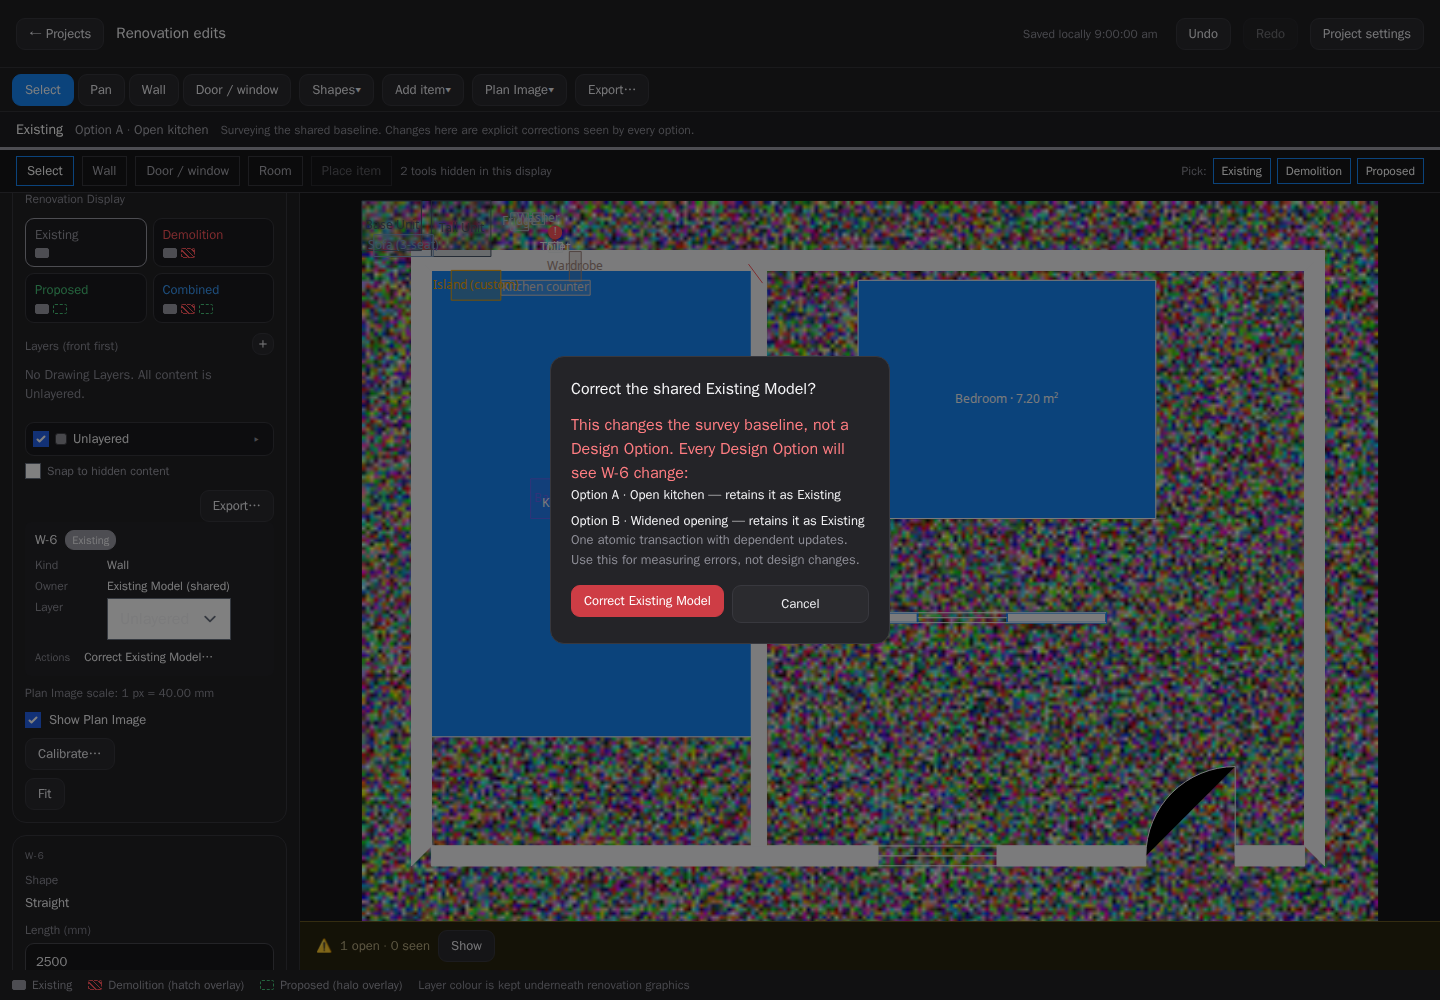 ← Projects
Renovation edits
Saved locally 9:00:00 am
Undo
Redo
Project settings
Select
Pan
Wall
Door / window
Shapes▾
Add item▾
Plan Image▾
Export⋯
Existing
Option A · Open kitchen
Surveying the shared baseline. Changes here are explicit corrections seen by every option.
Select
Wall
Door / window
Room
Place item
2 tools hidden in this display
Pick:
Existing
Demolition
Proposed
Renovation Display
Existing
Demolition
Proposed
Combined
Layers (front first)
+
No Drawing Layers. All content is
Unlayered.
Unlayered
Snap to hidden content
Export⋯
W-6
Existing
Kind
Wall
Owner
Existing Model (shared)
Layer
Unlayered
Actions
Correct Existing Model⋯
Plan Image scale: 1 px = 40.00 mm
Show Plan Image
Calibrate⋯
Fit
W-6
Shape
Straight
Length (mm)
2500
Toilet
Wardrobe
Kitchen counter
Bedroom · 7.20 m²
Correct the shared Existing Model?
This changes the survey baseline, not a
Design Option. Every Design Option will
see W-6 change:
Option A · Open kitchen — retains it as Existing
Option B · Widened opening — retains it as Existing
One atomic transaction with dependent updates.
Use this for measuring errors, not design changes.
Correct Existing Model
Cancel
1 open · 0 seen
Show
Existing
Demolition (hatch overlay)
Proposed (halo overlay)
Layer colour is kept underneath renovation graphics